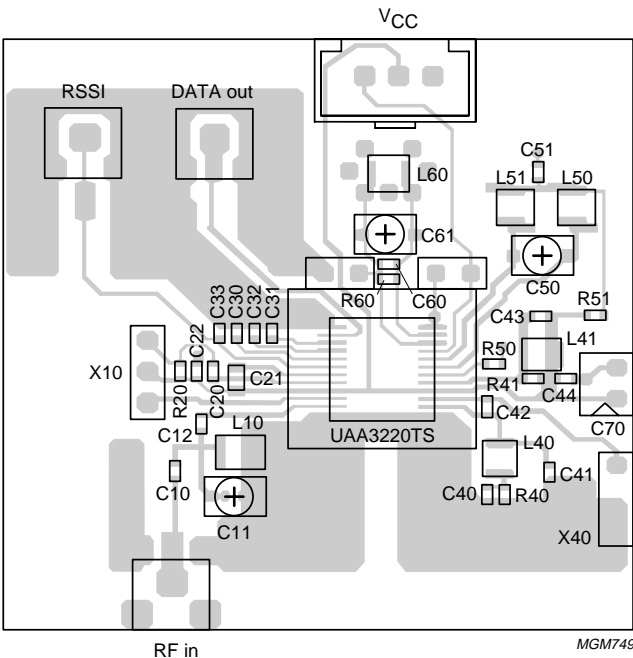 VCC
RSSI
DATA out
C51
L60
L51
L50
C61
C50
R60
C60
C33
C30
C32
C31
C43
R51
C22
X10
R20
C20
C21
R50
L41
R41
C44
C12
L10
UAA3220TS
C42
C70
L40
C10
C11
C40
R40
C41
X40
RF in
MGM749